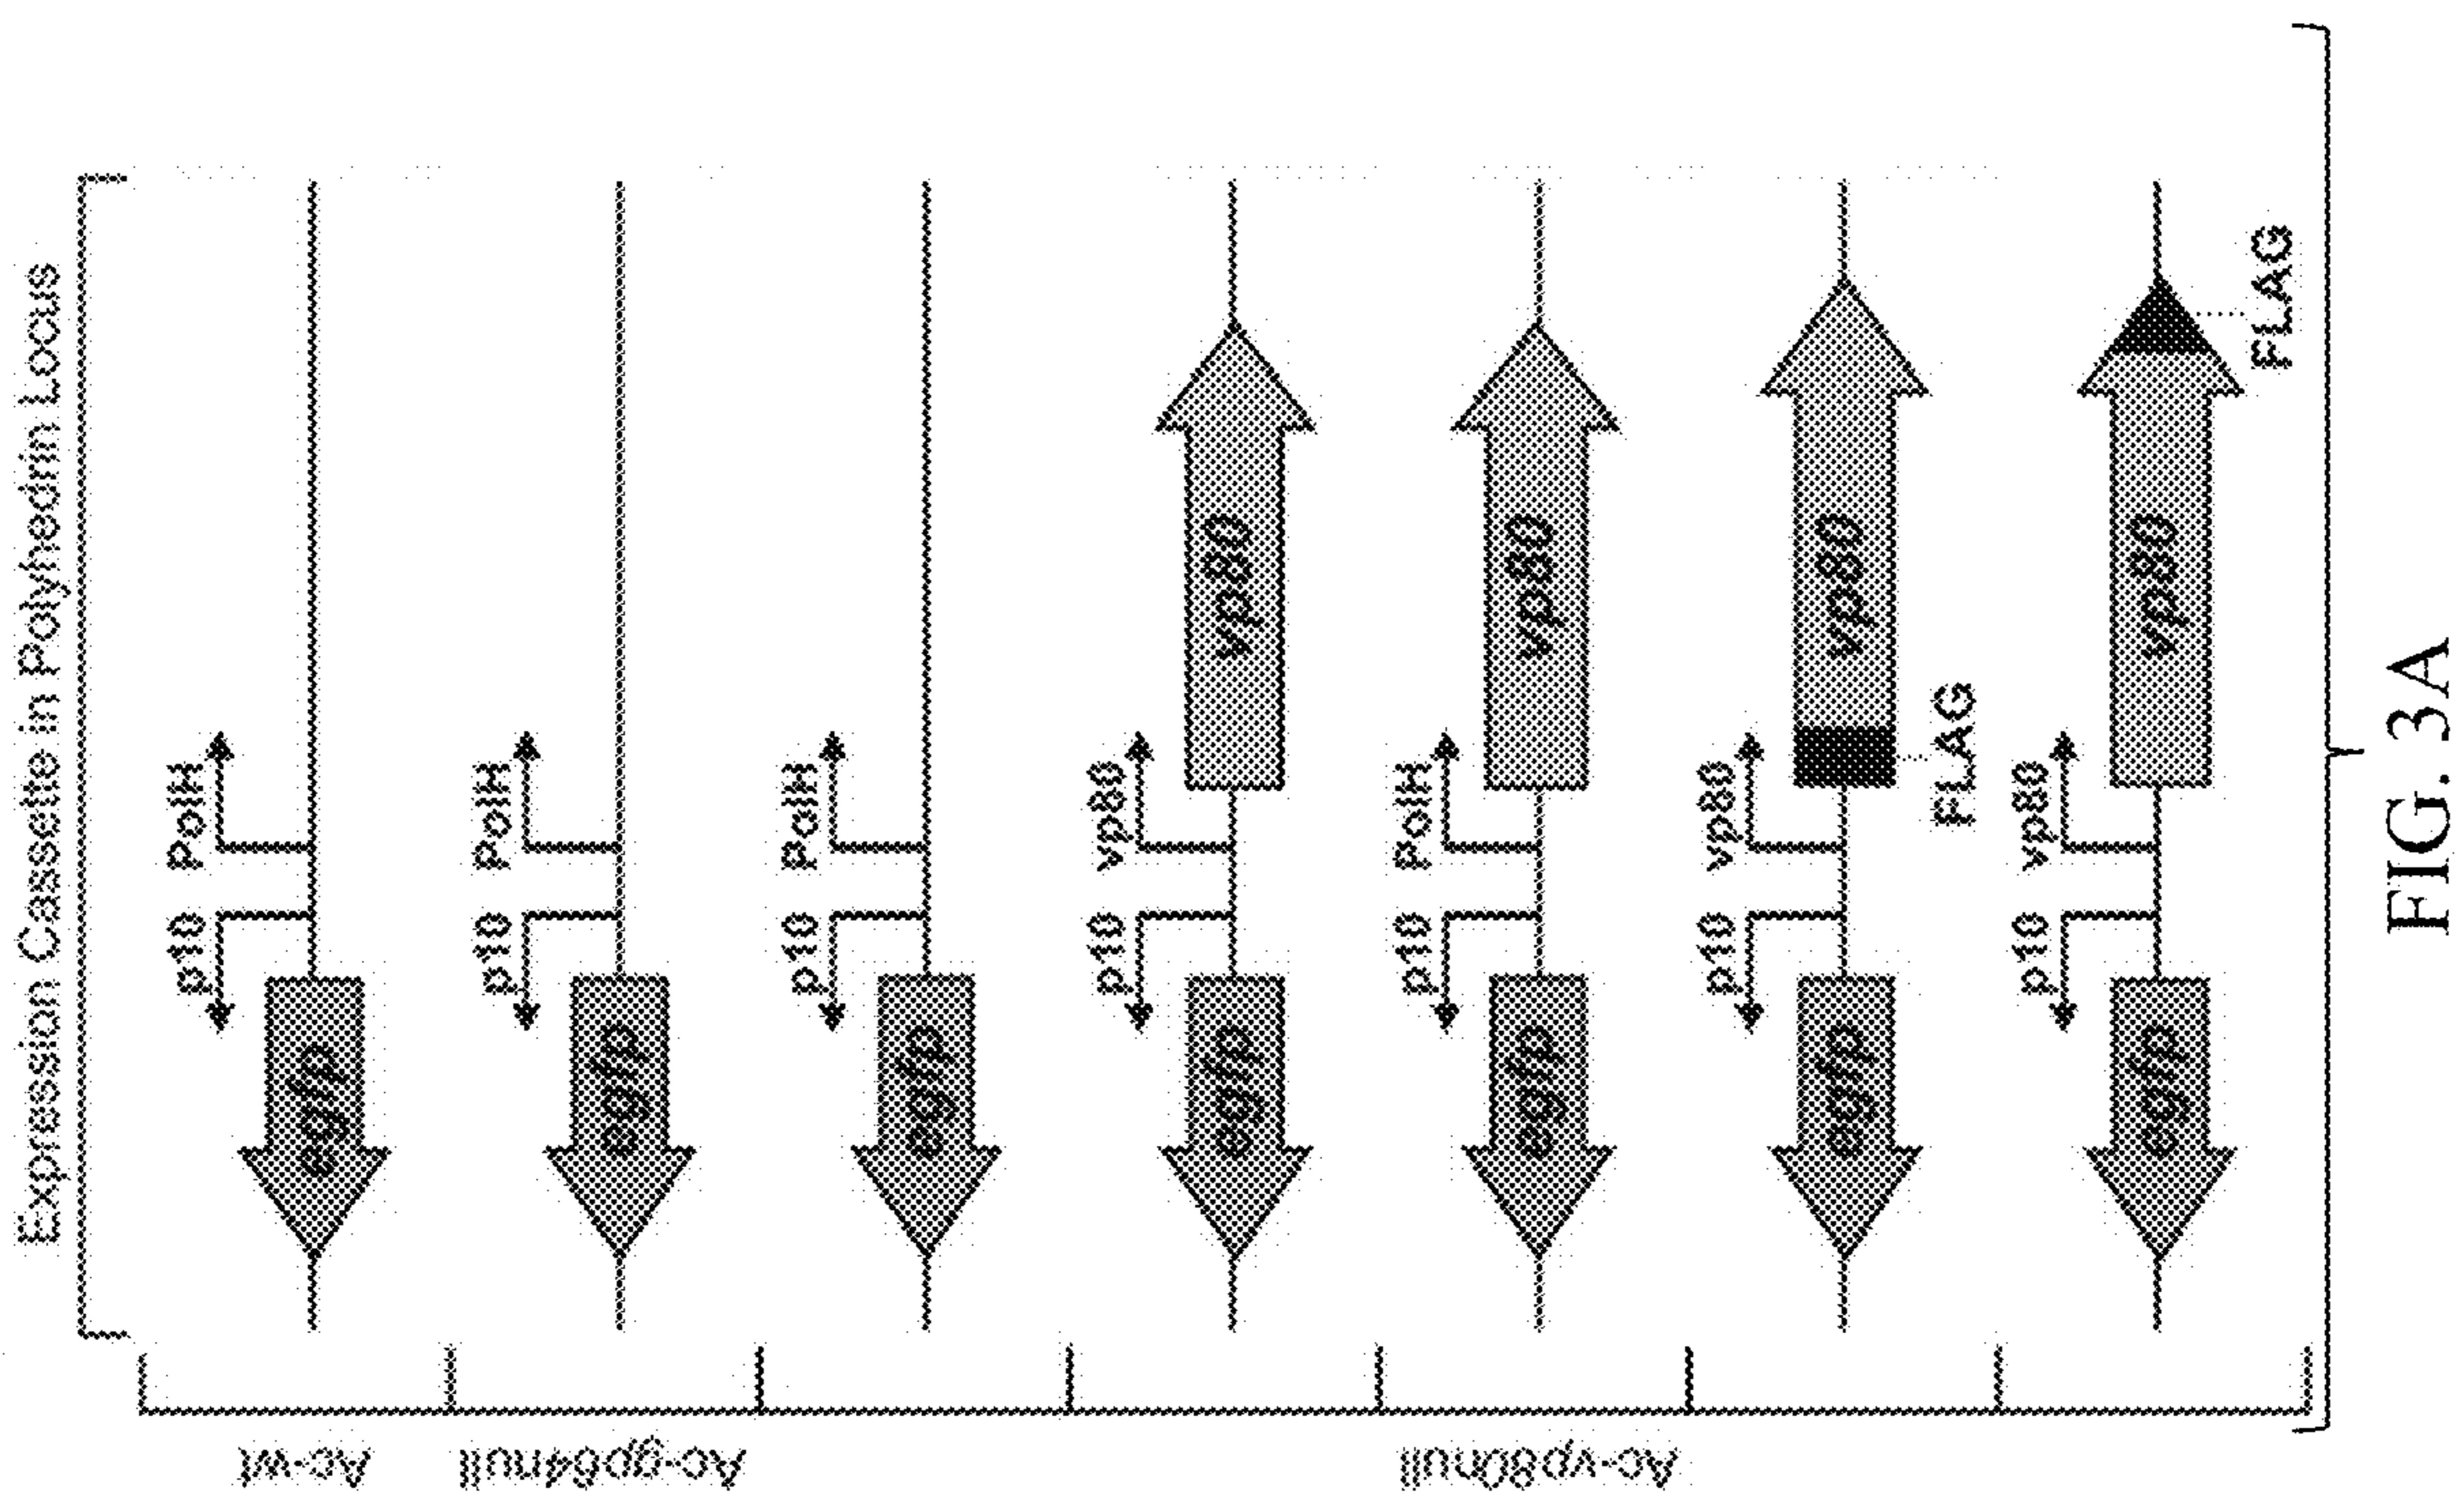 Expression Cassette in Polyhedrin Locus
Ac-wt
p10
PolH
egfp
Ac-gp64null
p10
PolH
egfp
Ac-vp80null
p10
PolH
egfp
p10
vp80
egfp
vp80
p10
PolH
egfp
vp80
p10
vp80
egfp
vp80
FLAG
p10
vp80
egfp
vp80
FLAG
FIG. 3A